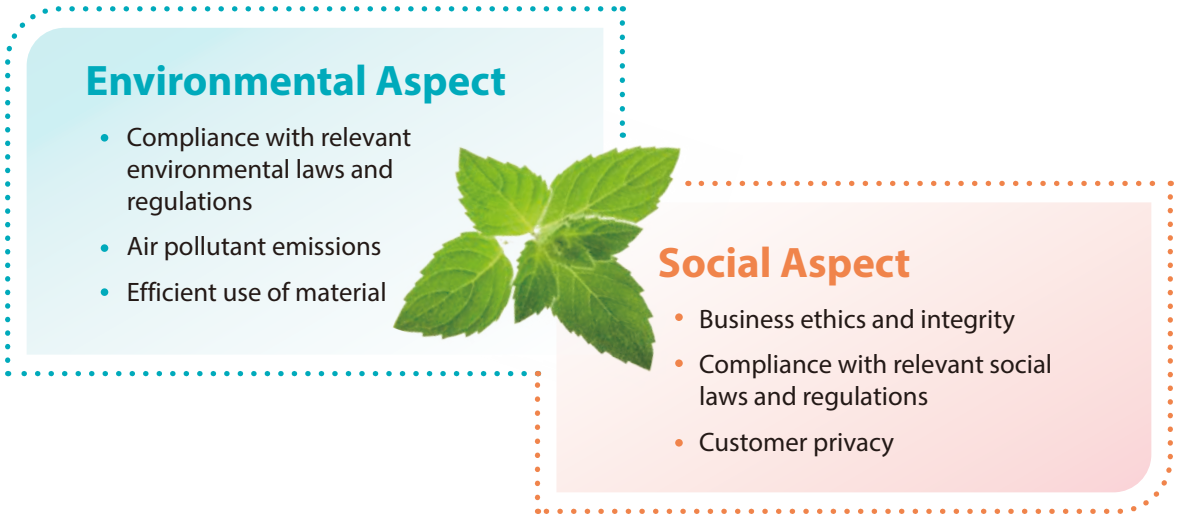 Environmental Aspect
• Compliance with relevant
environmental laws and
regulations
• Air pollutant emissions
• Efficient use of material
Social Aspect
• Business ethics and integrity
• Compliance with relevant social
laws and regulations
• Customer privacy